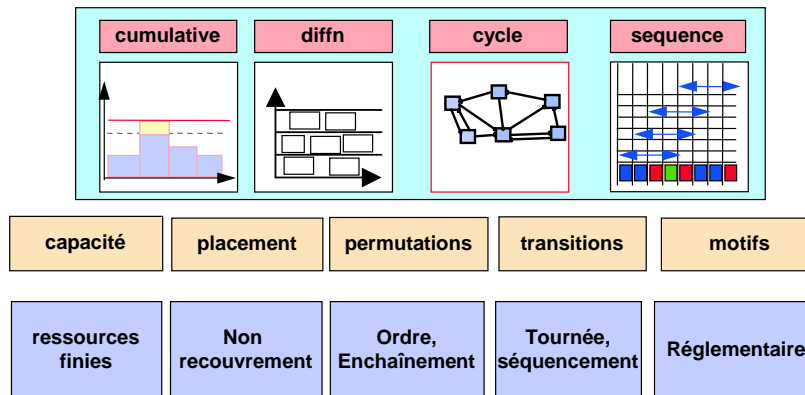 cumulative
diffn
cycle
sequence
capacité
placement
permutations
transitions
motifs
ressources
finies
Non
recouvrement
Ordre,
Enchaînement
Tournée,
séquencement
Réglementaire